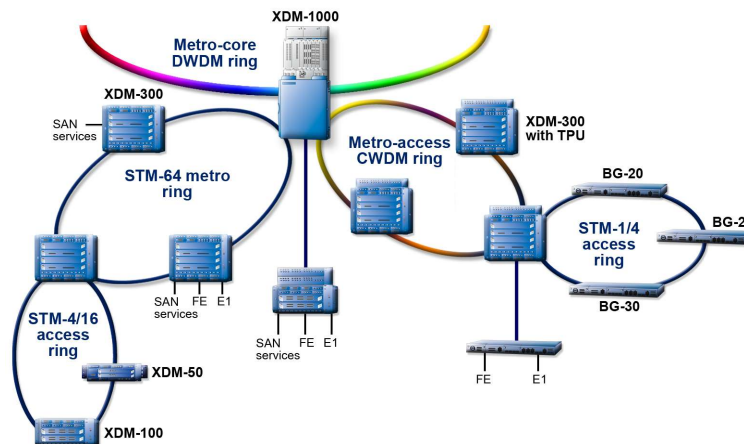 XDM-1000
Metro-core
DWDM ring
XDM-300
SAN
services
STM-64 metro
ring
Metro-access
CWDM ring
XDM-300
with TPU
BG-20
BG-2
STM-1/4
access
ring
BG-30
SAN
services
FE
E1
SAN
services
FE
E1
FE
E1
STM-4/16
access
ring
XDM-50
XDM-100